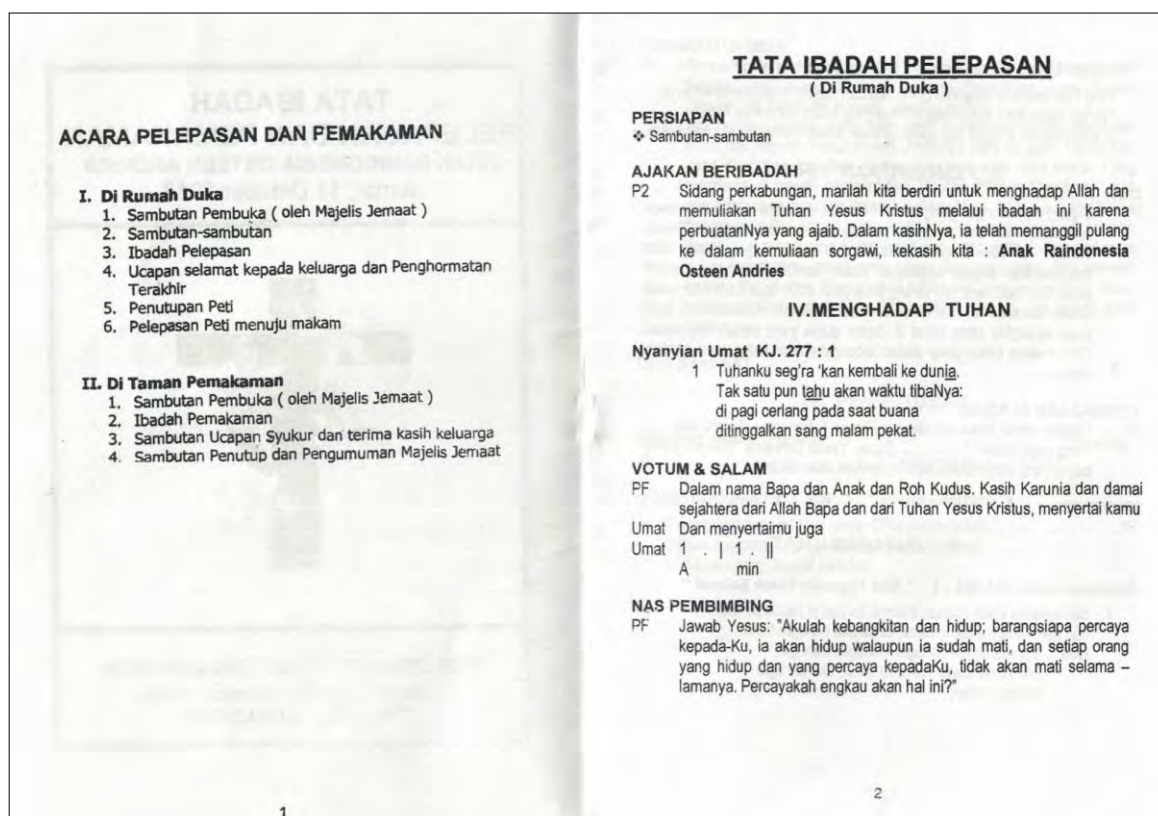 ACARA PELEPASAN DAN PEMAKAMAN
I. Di Rumah Duka
1. Sambutan Pembuka ( oleh Majelis Jemaat )
2. Sambutan-sambutan
3. Ibadah Pelepasan
4. Ucapan selamat kepada keluarga dan Penghormatan
Terakhir
5. Penutupan Peti
6. Pelepasan Peti menuju makam
II. Di Taman Pemakaman
1. Sambutan Pembuka ( oleh Majelis Jemaat )
2. Ibadah Pemakaman
3. Sambutan Ucapan Syukur dan terima kasih keluarga
4. Sambutan Penutup dan Pengumuman Majelis Jemaat
1
TATA IBADAH PELEPASAN
( Di Rumah Duka )
PERSIAPAN
❖ Sambutan-sambutan
AJAKAN BERIBADAH
P2 Sidang perkabungan, marilah kita berdiri untuk menghadap Allah dan
memuliakan Tuhan Yesus Kristus melalui ibadah ini karena
perbuatanNya yang ajaib. Dalam kasihNya, ia telah memanggil pulang
ke dalam kemuliaan sorgawi, kekasih kita : Anak Raindonesia
Osteen Andries
IV.MENGHADAP TUHAN
Nyanyian Umat KJ. 277 : 1
1 Tuhanku seg'ra 'kan kembali ke dunia.
Tak satu pun tahu akan waktu tibaNya:
di pagi cerlang pada saat buana
ditinggalkan sang malam pekat.
VOTUM & SALAM
PF Dalam nama Bapa dan Anak dan Roh Kudus. Kasih Karunia dan damai
sejahtera dari Allah Bapa dan dari Tuhan Yesus Kristus, menyertai kamu
Umat Dan menyertaimu juga
Umat 1 . | 1 . ||
A min
NAS PEMBIMBING
PF Jawab Yesus: "Akulah kebangkitan dan hidup; barangsiapa percaya
kepada-Ku, ia akan hidup walaupun ia sudah mati, dan setiap orang
yang hidup dan yang percaya kepadaKu, tidak akan mati selama –
lamanya. Percayakah engkau akan hal ini?"
2